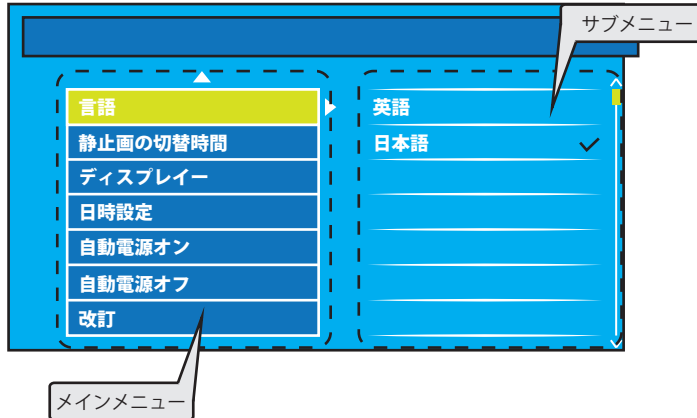 サブメニュー
言語
静止画の切替時間
ディスプレイー
日時設定
自動電源オン
自動電源オフ
改訂
英語
日本語
メインメニュー